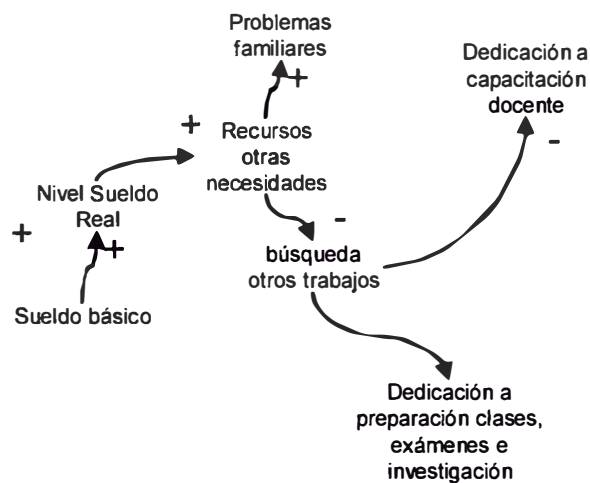 Problemas
familiares
+
Dedicación a
capacitación
docente
-
+
Recursos
otras
necesidades
Nivel Sueldo
Real
+
+
-
búsqueda
otros trabajos
Sueldo básico
Dedicación a
preparación clases,
exámenes e
investigación